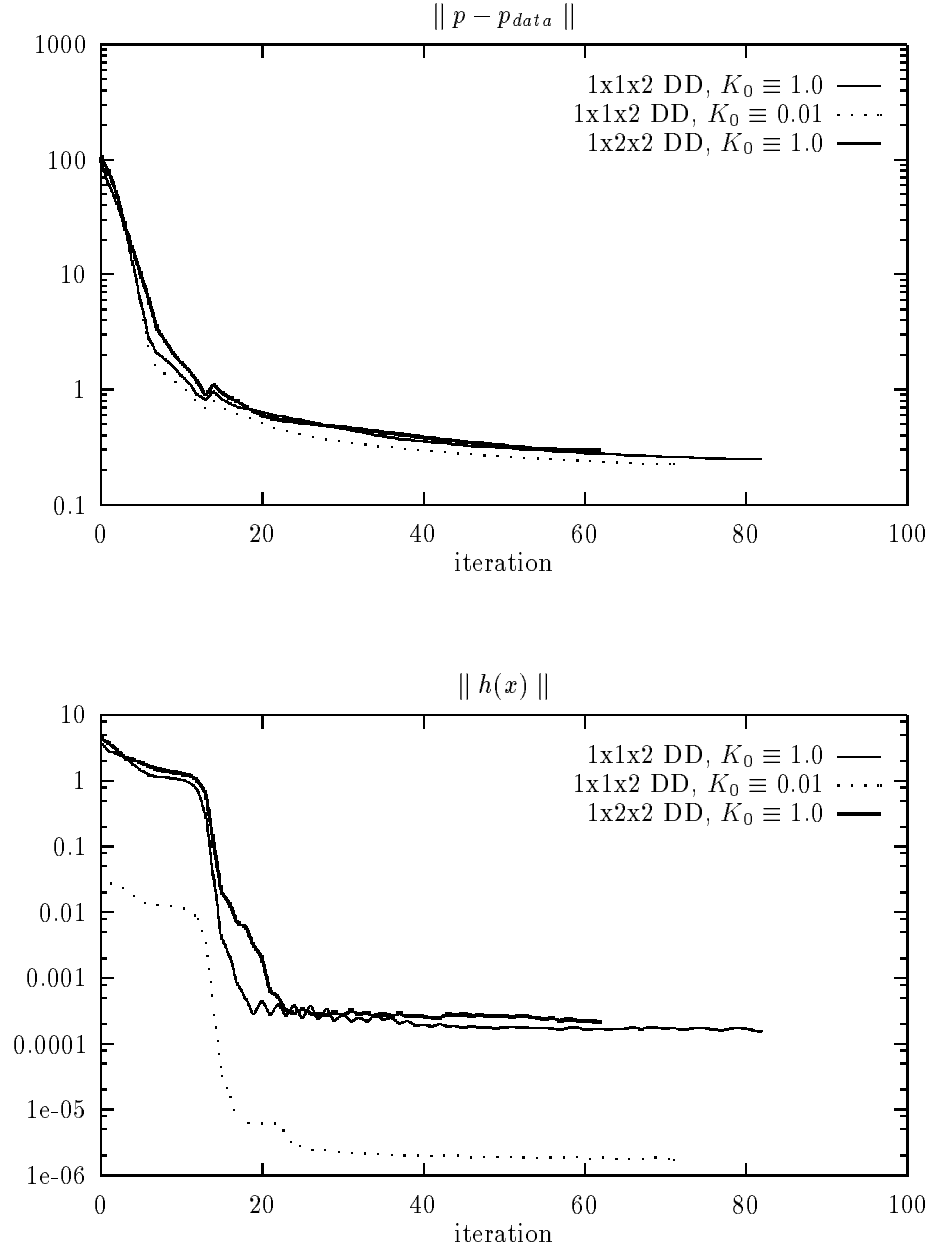 || p − p_data ||
1000
100
10
1
0.1
1x1x2 DD, K₀ ≡ 1.0
1x1x2 DD, K₀ ≡ 0.01
1x2x2 DD, K₀ ≡ 1.0
0 20 40 60 80 100
iteration
|| h(x) ||
10
1
0.1
0.01
0.001
0.0001
1e-05
1e-06
1x1x2 DD, K₀ ≡ 1.0
1x1x2 DD, K₀ ≡ 0.01
1x2x2 DD, K₀ ≡ 1.0
0 20 40 60 80 100
iteration